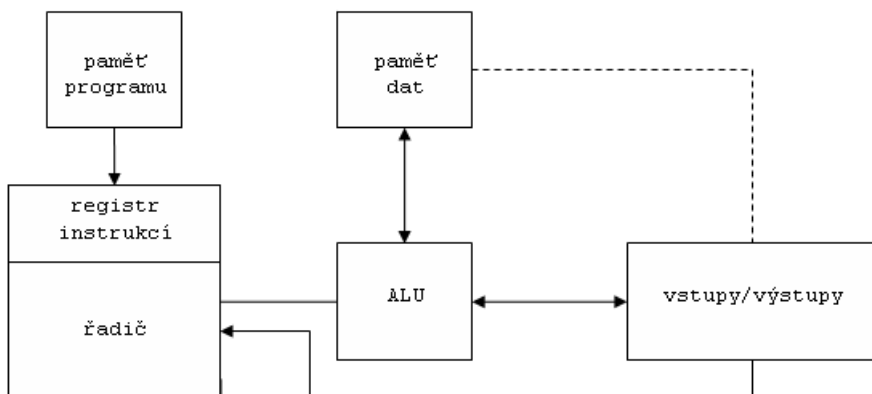 paměť
programu
paměť
dat
registr
instrukcí
ALU
vstupy/výstupy
řadič